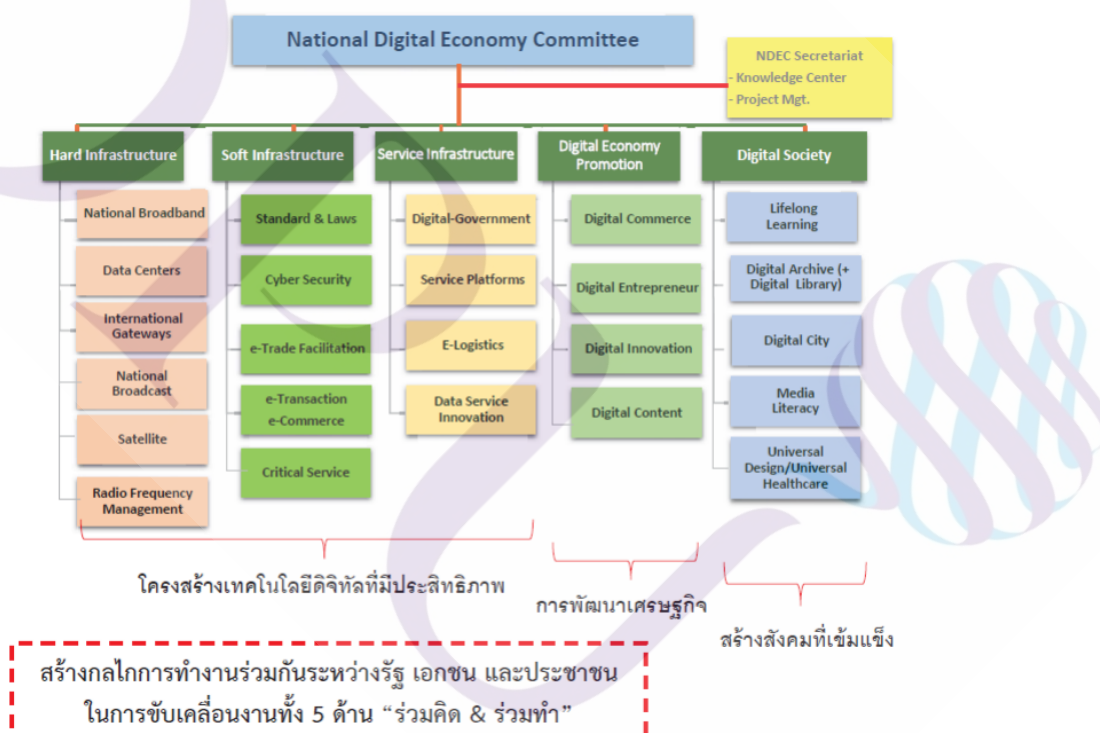 National Digital Economy Committee
NDEC Secretariat
- Knowledge Center
- Project Mgt.
Hard Infrastructure
National Broadband
Data Centers
International
Gateways
National
Broadcast
Satellite
Radio Frequency
Management
Soft Infrastructure
Standard & Laws
Cyber Security
e-Trade Facilitation
e-Transaction
e-Commerce
Critical Service
Service Infrastructure
Digital-Government
Service Platforms
E-Logistics
Data Service
Innovation
Digital Economy
Promotion
Digital Commerce
Digital Entrepreneur
Digital Innovation
Digital Content
Digital Society
Lifelong
Learning
Digital Archive (+
Digital Library)
Digital City
Media
Literacy
Universal
Design/Universal
Healthcare
โครงสร้างเทคโนโลยีดิจิทัลที่มีประสิทธิภาพ
การพัฒนาเศรษฐกิจ
สร้างสังคมที่เข้มแข็ง
สร้างกลไกการทำงานร่วมกันระหว่างรัฐ เอกชน และประชาชน
ในการขับเคลื่อนงานทั้ง 5 ด้าน “ร่วมคิด & ร่วมทำ”